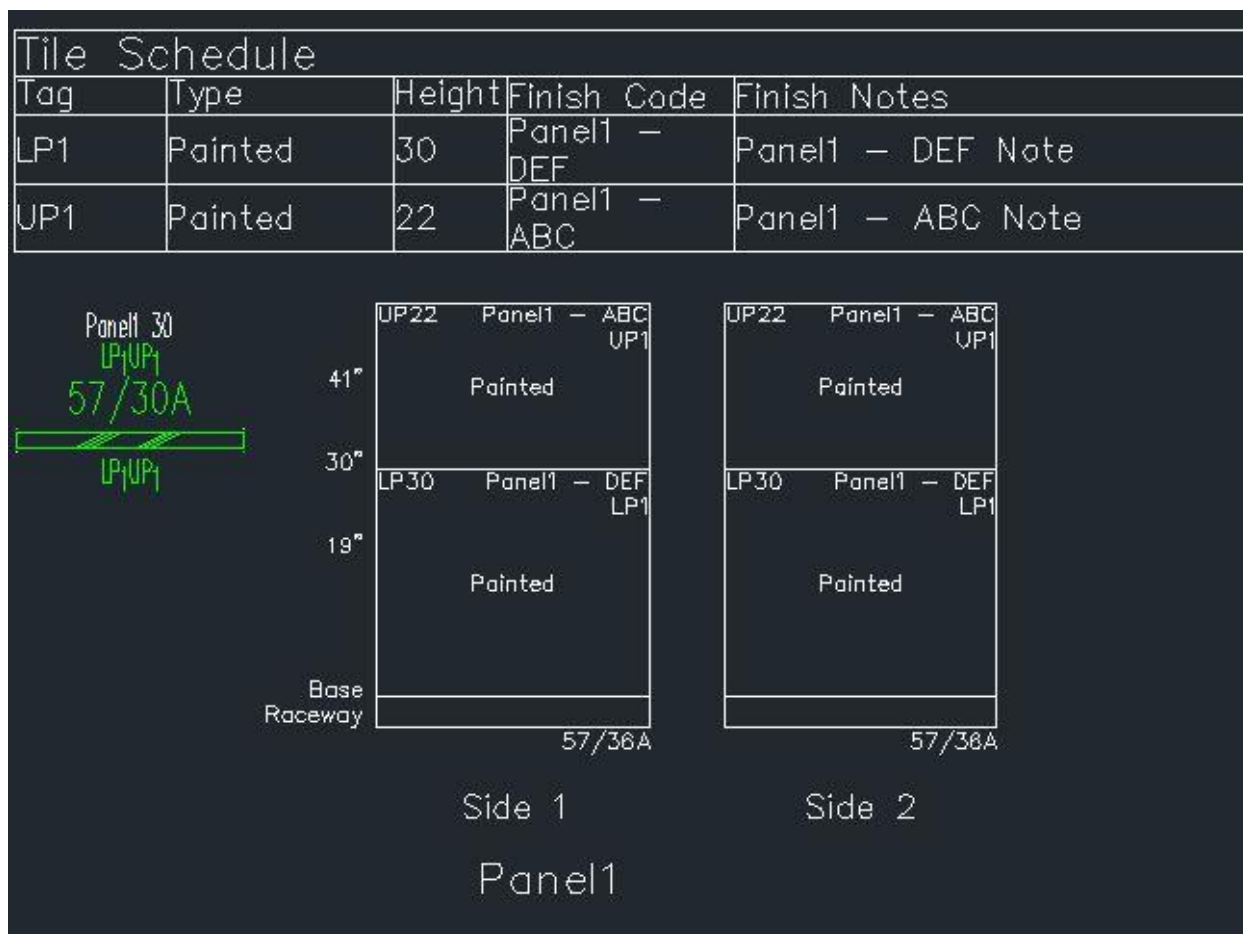 Tile Schedule
Tag Type Height Finish Code Finish Notes
LP1 Painted 30 Panel1 – DEF Panel1 – DEF Note
UP1 Painted 22 Panel1 – ABC Panel1 – ABC Note
Panel1 30
LP1UP1
57/30A
LP1UP1
41"
30"
19"
Base
Raceway
UP22 Panel1 – ABC
UP1
Painted
LP30 Panel1 – DEF
LP1
Painted
57/36A
Side 1
UP22 Panel1 – ABC
UP1
Painted
LP30 Panel1 – DEF
LP1
Painted
57/36A
Side 2
Panel1